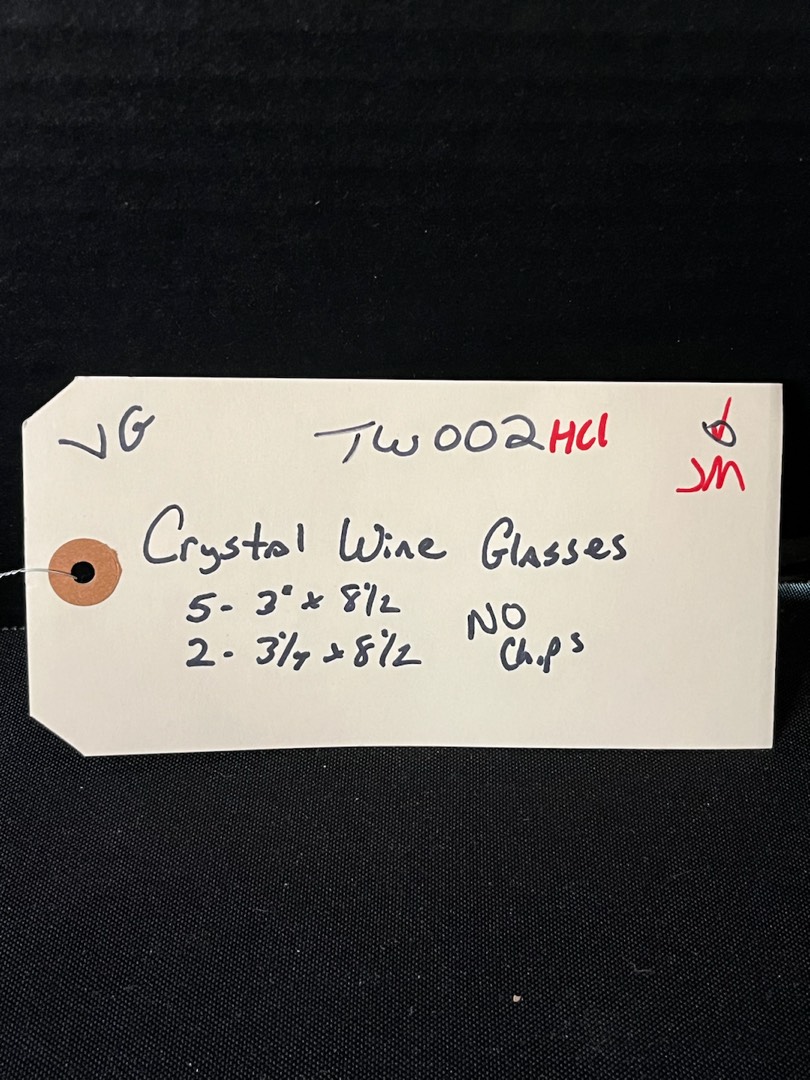 VG TW002HCl
JM
Crystal Wine Glasses
5- 3" x 8 1/2
2- 3 1/4 x 8 1/2
NO
Chips